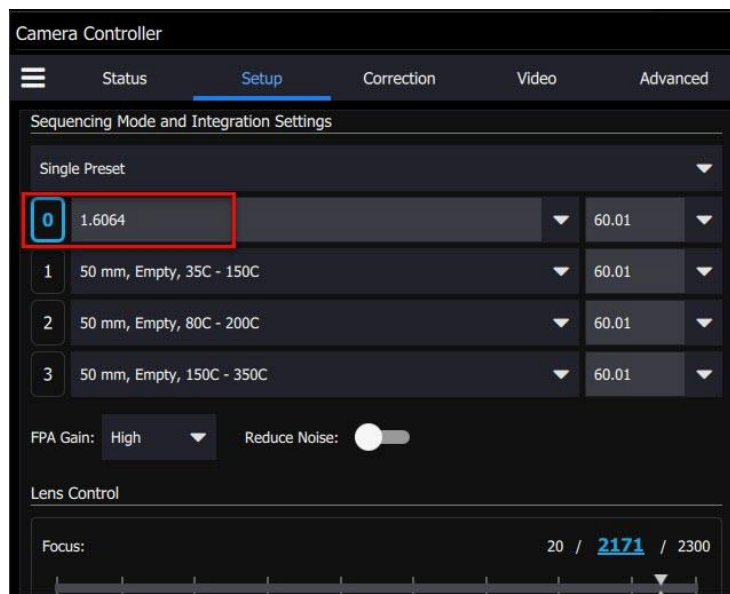 Camera Controller
Status Setup Correction Video Advanced
Sequencing Mode and Integration Settings
Single Preset
0 1.6064 60.01
1 50 mm, Empty, 35C - 150C 60.01
2 50 mm, Empty, 80C - 200C 60.01
3 50 mm, Empty, 150C - 350C 60.01
FPA Gain: High Reduce Noise:
Lens Control
Focus: 20 / 2171 / 2300